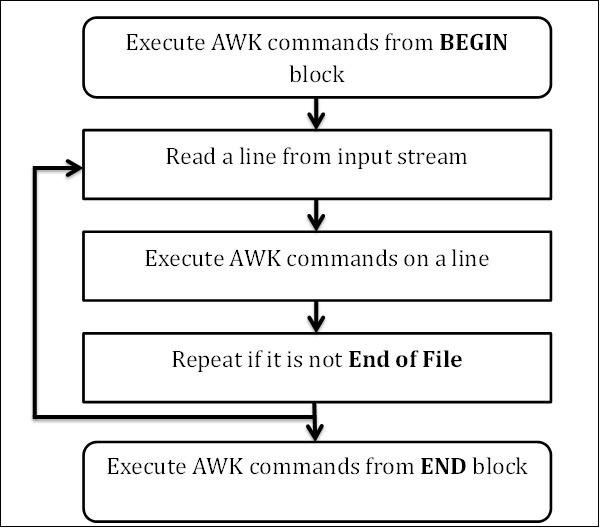 Execute AWK commands from BEGIN
block
Read a line from input stream
Execute AWK commands on a line
Repeat if it is not End of File
Execute AWK commands from END block